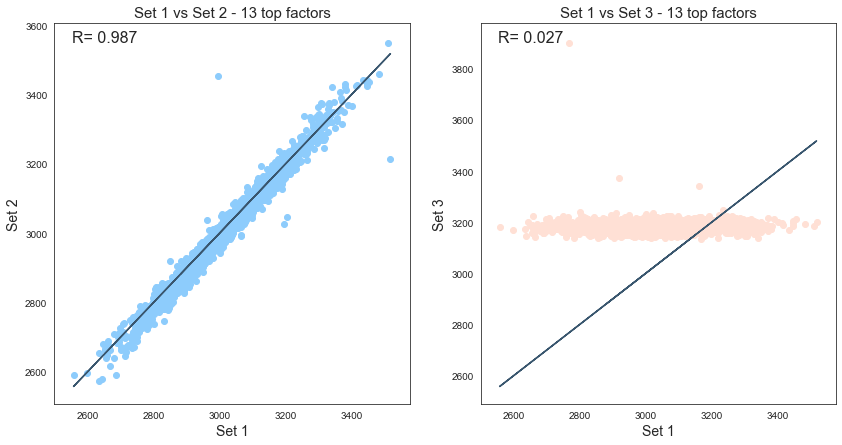 Set 1 vs Set 2 - 13 top factors
R= 0.987
3600
3400
3200
3000
2800
2600
Set 2
2600 2800 3000 3200 3400
Set 1
Set 1 vs Set 3 - 13 top factors
R= 0.027
3800
3600
3400
3200
3000
2800
2600
Set 3
2600 2800 3000 3200 3400
Set 1